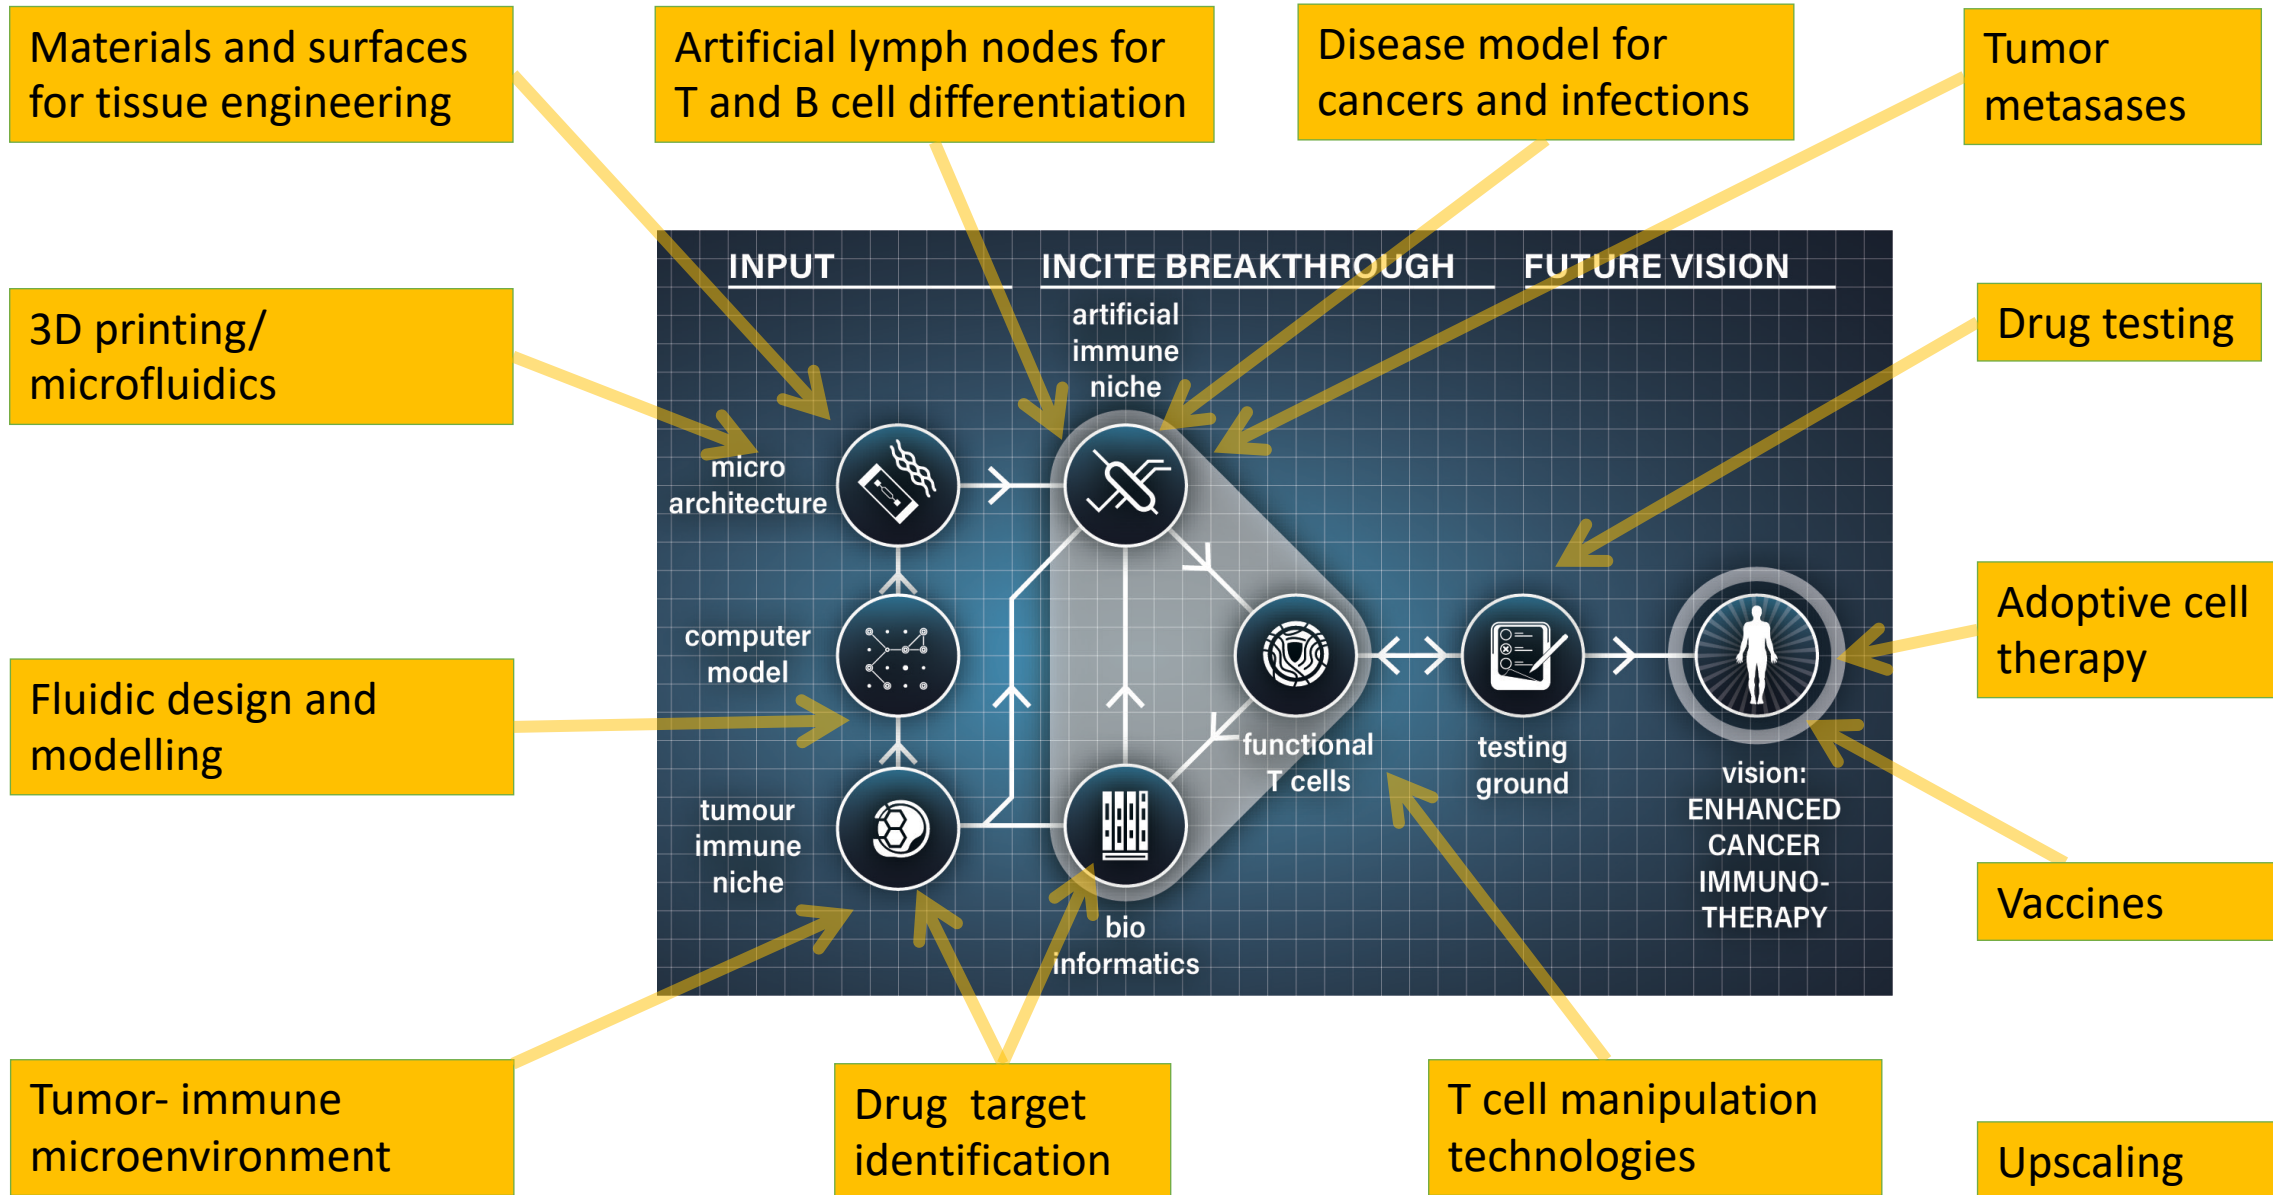 Materials and surfaces
for tissue engineering
Artificial lymph nodes for
T and B cell differentiation
Disease model for
cancers and infections
Tumor
metasases
3D printing/
microfluidics
Drug testing
Fluidic design and
modelling
Adoptive cell
therapy
Vaccines
Tumor- immune
microenvironment
Drug  target
identification
T cell manipulation
technologies
Upscaling
INPUT
INCITE BREAKTHROUGH
FUTURE VISION
artificial
immune
niche
micro
architecture
computer
model
tumour
immune
niche
bio
informatics
functional
T cells
testing
ground
vision:
ENHANCED
CANCER
IMMUNO-
THERAPY